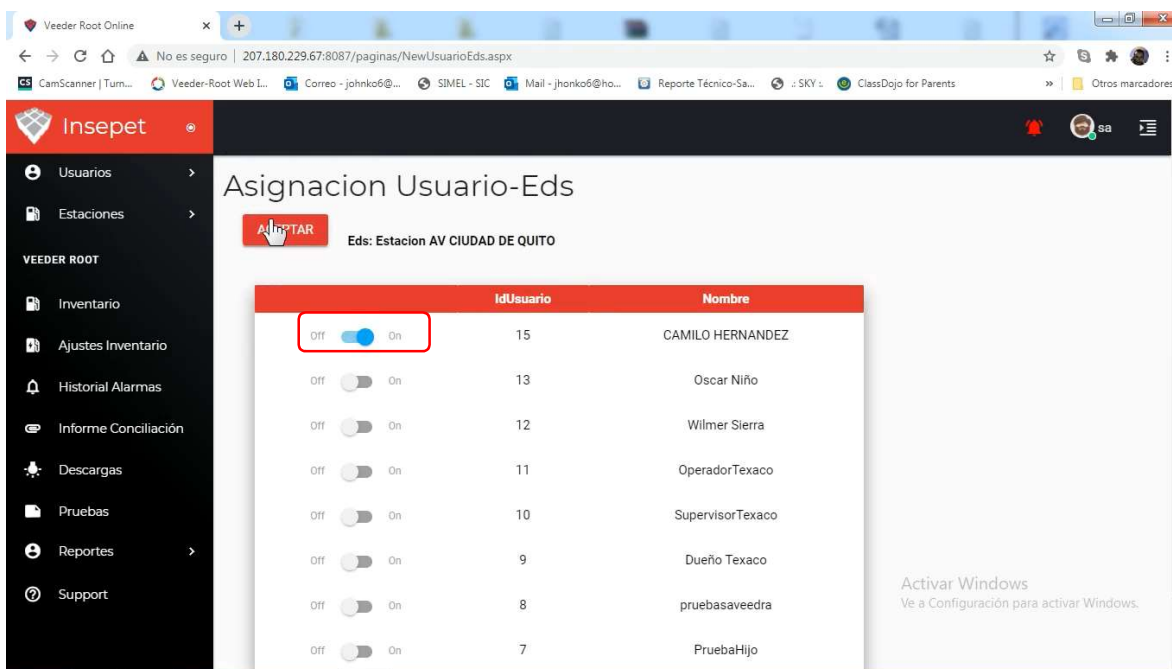 Veeder Root Online
No es seguro | 207.180.229.67:8087/paginas/NewUsuarioEds.aspx
CS CamScanner | Turn... Veeder-Root Web I... Correo - johnko6@... SIMEL - SIC Mail - jhonko6@ho... Reporte Técnico-Sa... .: SKY :. ClassDojo for Parents » Otros marcadores
Insepet
sa
Usuarios
Estaciones
VEEDER ROOT
Inventario
Ajustes Inventario
Historial Alarmas
Informe Conciliación
Descargas
Pruebas
Reportes
Support
Asignacion Usuario-Eds
Eds: Estacion AV CIUDAD DE QUITO
IdUsuario Nombre
Off On 15 CAMILO HERNANDEZ
Off On 13 Oscar Niño
Off On 12 Wilmer Sierra
Off On 11 OperadorTexaco
Off On 10 SupervisorTexaco
Off On 9 Dueño Texaco
Off On 8 pruebasaveedra
Off On 7 PruebaHijo
Activar Windows
Ve a Configuración para activar Windows.